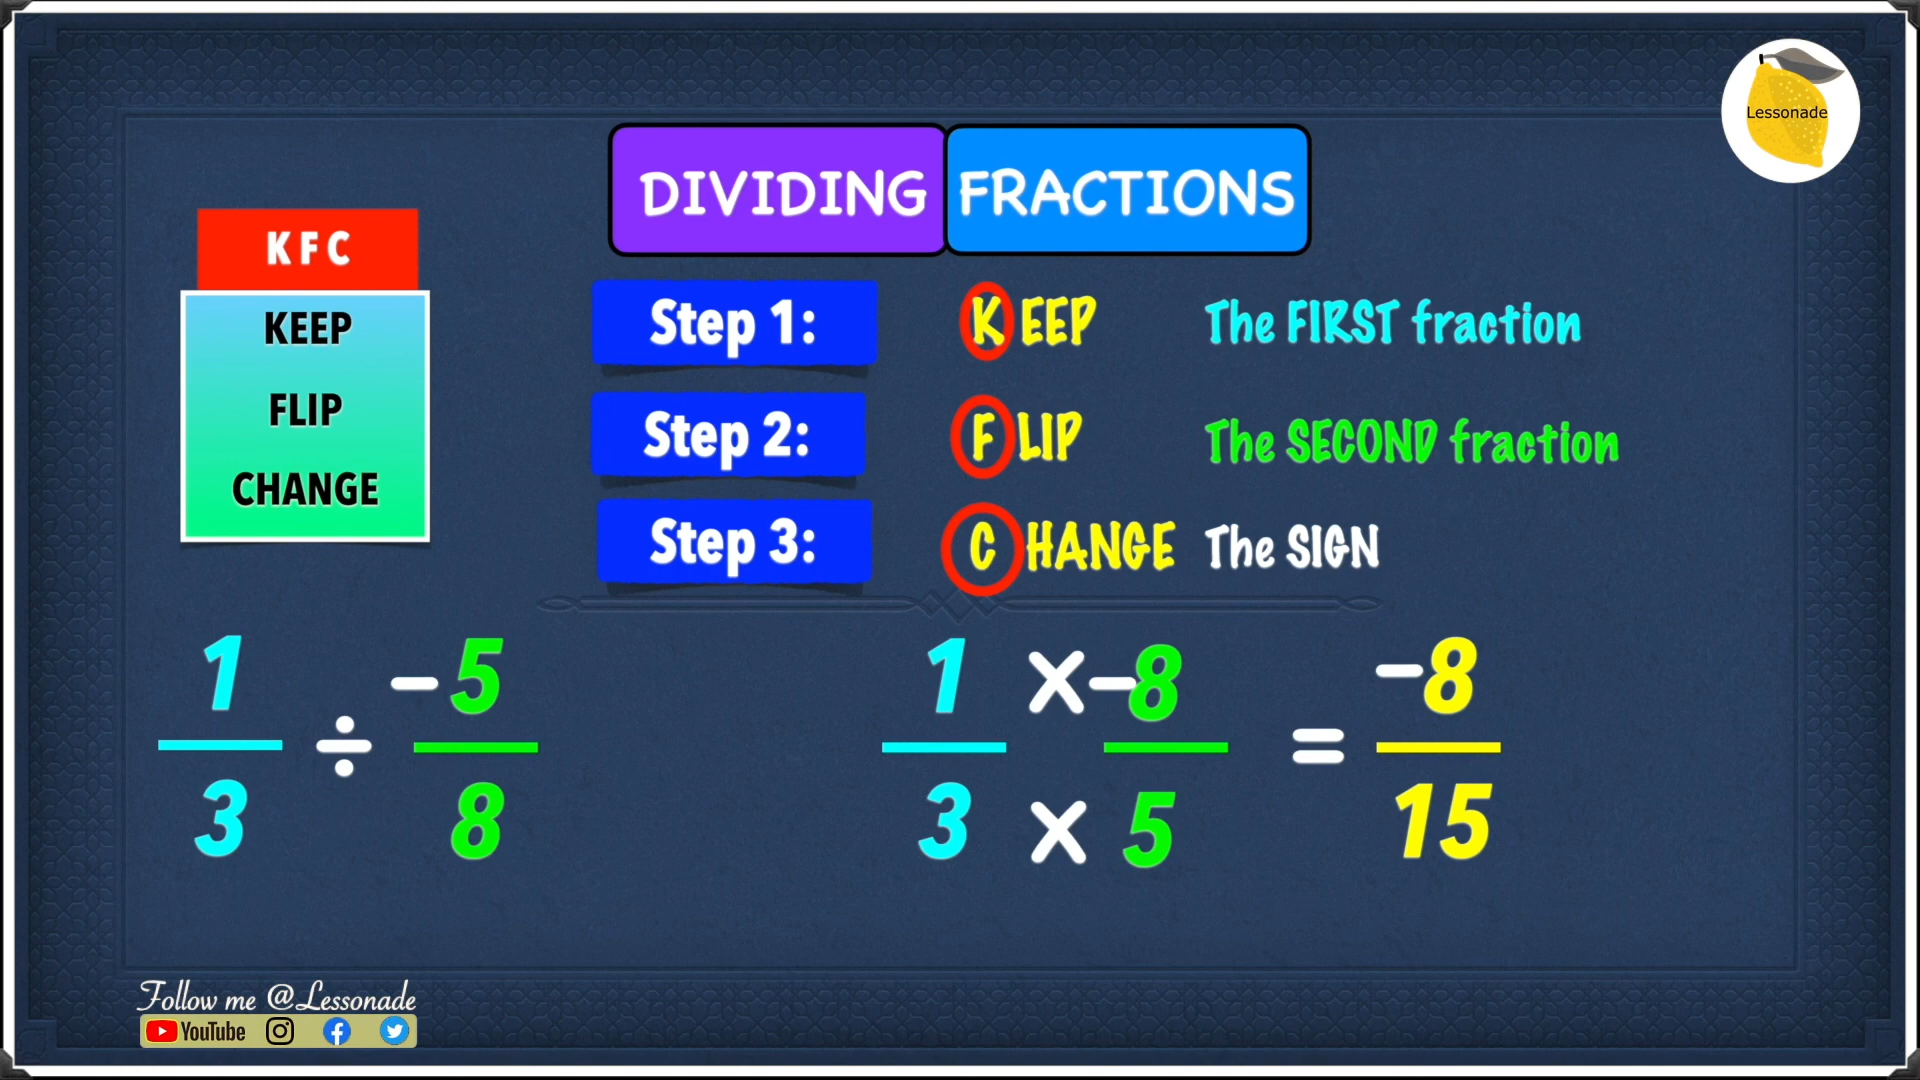 Lessonade
DIVIDING FRACTIONS
K F C
KEEP
FLIP
CHANGE
Step 1: KEEP The FIRST fraction
Step 2: FLIP The SECOND fraction
Step 3: CHANGE The SIGN
1/3 ÷ -5/8
1/3 × -8/5 = -8/15
Follow me @Lessonade
YouTube